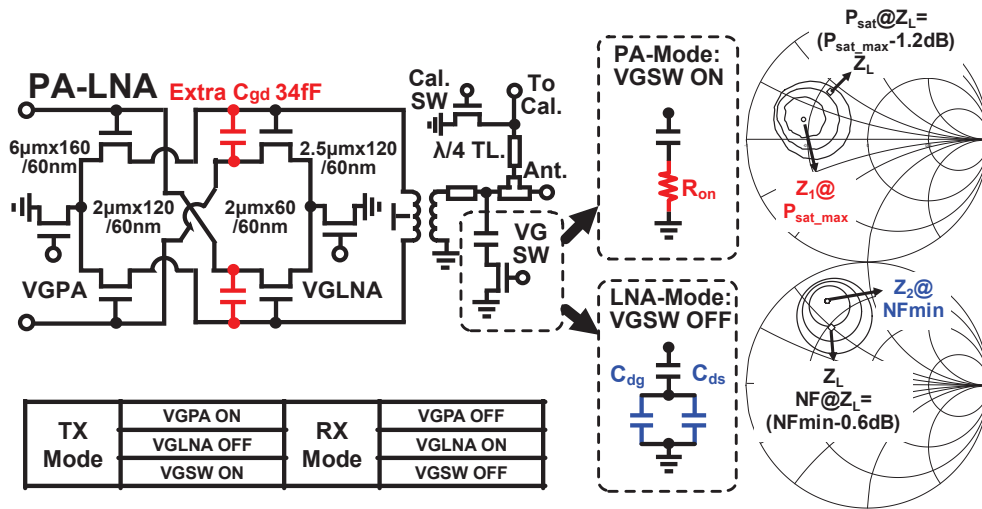 PA-LNA
Extra Cgd 34fF
Cal.
SW
To
Cal.
6μmx160
/60nm
2.5μmx120
/60nm
λ/4 TL.
Ant.
2μmx120
/60nm
2μmx60
/60nm
VGPA
VGLNA
VG
SW
PA-Mode:
VGSW ON
Ron
LNA-Mode:
VGSW OFF
Cdg
Cds
Psat@ZL=
(Psat_max-1.2dB)
ZL
Z1@
Psat_max
Z2@
NFmin
ZL
NF@ZL=
(NFmin-0.6dB)
TX
Mode
VGPA ON
VGLNA OFF
VGSW ON
RX
Mode
VGPA OFF
VGLNA ON
VGSW OFF